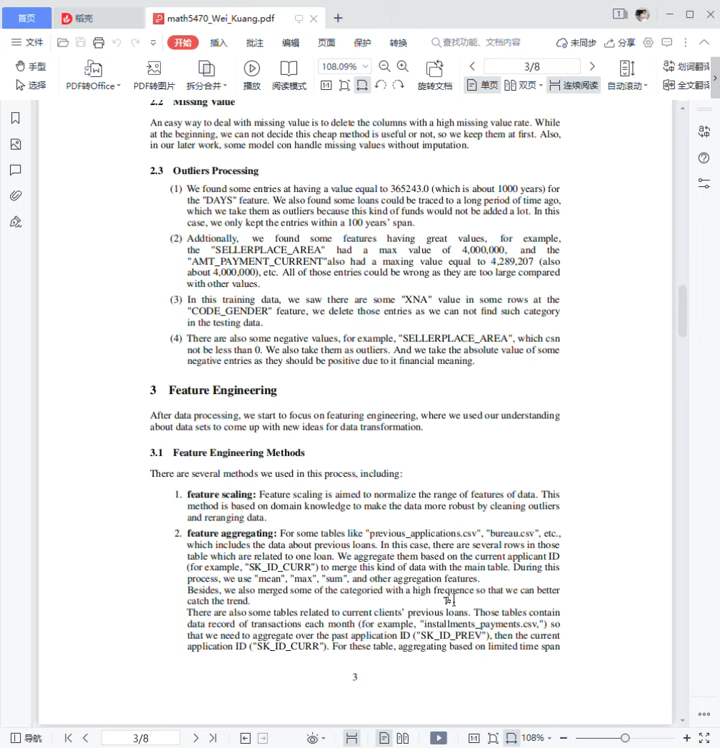 首页
稻壳
math5470_Wei_Kuang.pdf
1
文件
开始
插入
批注
编辑
页面
保护
转换
查找功能、文档内容
未同步
分享
手型
选择
PDF转Office
PDF转图片
拆分合并
播放
阅读模式
108.09%
旋转文档
3/8
单页
双页
连续阅读
自动滚动
划词翻译
全文翻译
2.2 Missing Value
An easy way to deal with missing value is to delete the columns with a high missing value rate. While
at the beginning, we can not decide this cheap method is useful or not, so we keep them at first. Also,
in our later work, some model con handle missing values without imputation.
2.3 Outliers Processing
(1) We found some entries at having a value equal to 365243.0 (which is about 1000 years) for
the "DAYS" feature. We also found some loans could be traced to a long period of time ago,
which we take them as outliers because this kind of funds would not be added a lot. In this
case, we only kept the entries within a 100 years' span.
(2) Addtionally, we found some features having great values, for example,
the "SELLERPLACE_AREA" had a max value of 4,000,000, and the
"AMT_PAYMENT_CURRENT"also had a maxing value equal to 4,289,207 (also
about 4,000,000), etc. All of those entries could be wrong as they are too large compared
with other values.
(3) In this training data, we saw there are some "XNA" value in some rows at the
"CODE_GENDER" feature, we delete those entries as we can not find such category
in the testing data.
(4) There are also some negative values, for example, "SELLERPLACE_AREA", which csn
not be less than 0. We also take them as outliers. And we take the absolute value of some
negative entries as they should be positive due to it financial meaning.
3 Feature Engineering
After data processing, we start to focus on featuring engineering, where we used our understanding
about data sets to come up with new ideas for data transformation.
3.1 Feature Engineering Methods
There are several methods we used in this process, including:
1. feature scaling: Feature scaling is aimed to normalize the range of features of data. This
method is based on domain knowledge to make the data more robust by cleaning outliers
and reranging data.
2. feature aggregating: For some tables like "previous_applications.csv", "bureau.csv", etc.,
which includes the data about previous loans. In this case, there are several rows in those
table which are related to one loan. We aggregate them based on the current applicant ID
(for example, "SK_ID_CURR") to merge this kind of data with the main table. During this
process, we use "mean", "max", "sum", and other aggregation features.
Besides, we also merged some of the categoried with a high frequence so that we can better
catch the trend.
There are also some tables related to current clients' previous loans. Those tables contain
data record of transactions each month (for example, "installments_payments.csv,") so
that we need to aggregate over the past application ID ("SK_ID_PREV"), then the current
application ID ("SK_ID_CURR"). For these table, aggregating based on limited time span
3
导航
3/8
108%